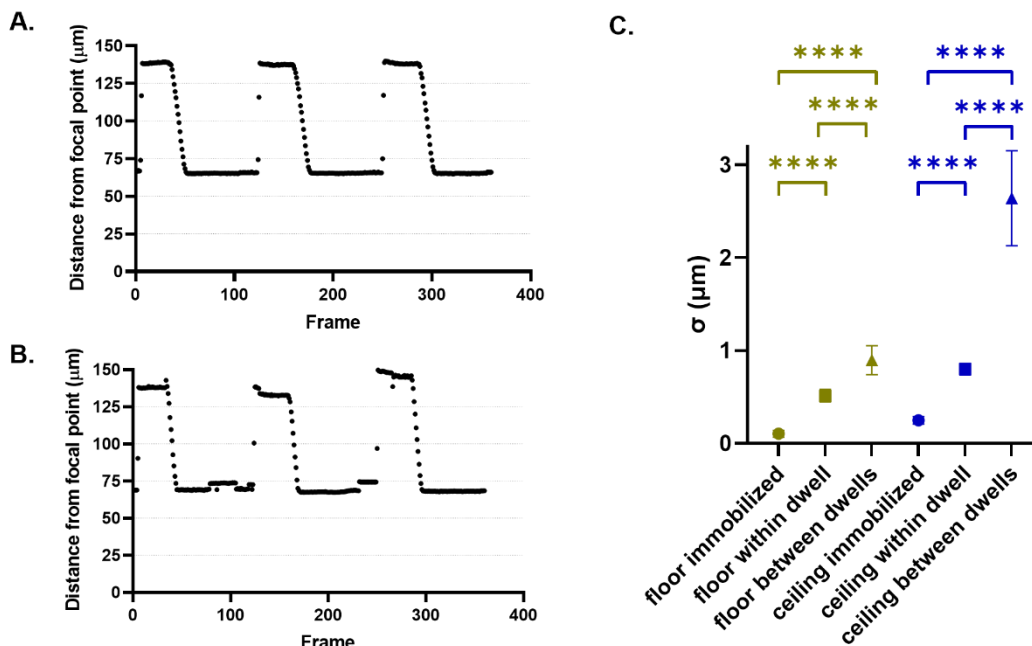 A.
Distance from focal point (μm)
150
125
100
75
50
25
0
0 100 200 300 400
Frame
B.
Distance from focal point (μm)
150
125
100
75
50
25
0
0 100 200 300 400
Frame
C.
**** ****
**** ****
**** ****
σ (μm)
3
2
1
0
floor immobilized
floor within dwell
floor between dwells
ceiling immobilized
ceiling within dwell
ceiling between dwells